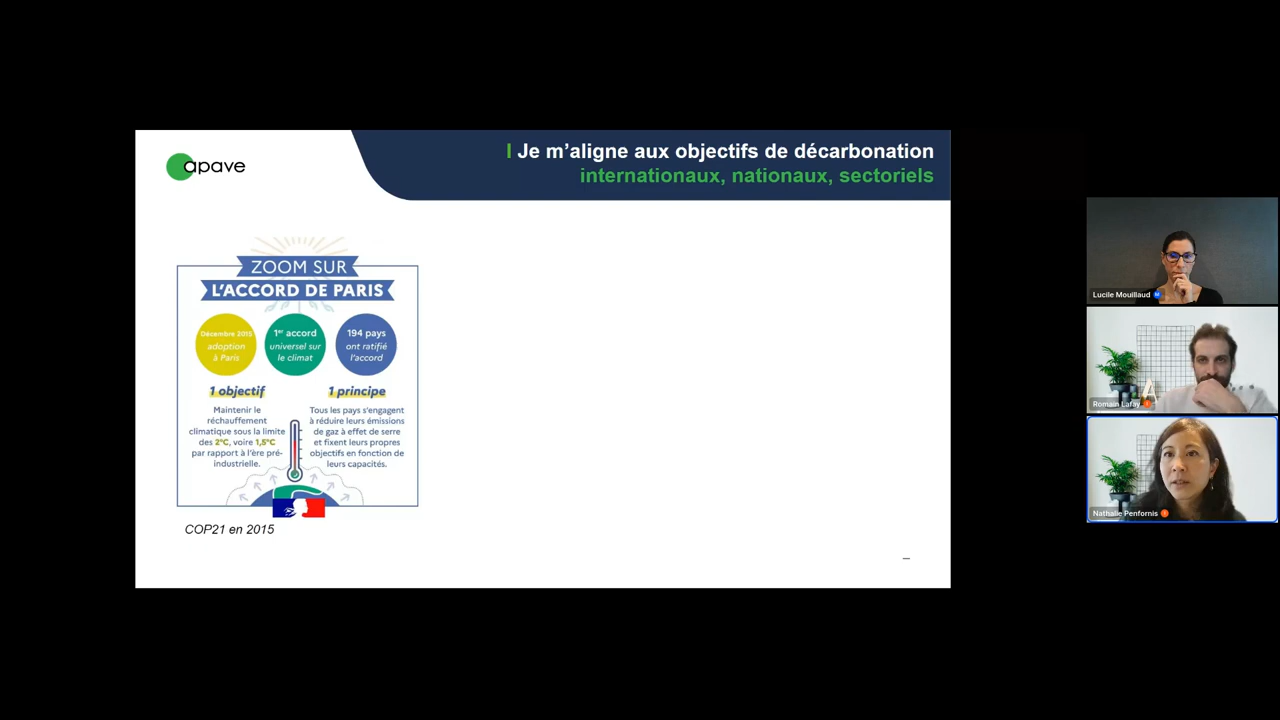 apave
I Je m'aligne aux objectifs de décarbonation
internationaux, nationaux, sectoriels
ZOOM SUR
L'ACCORD DE PARIS
Décembre 2015
adoption
à Paris
1er accord
universel sur
le climat
194 pays
ont ratifié
l'accord
1 objectif
Maintenir le
réchauffement
climatique sous la limite
des 2°C, voire 1,5°C
par rapport à l'ère pré-
industrielle.
1 principe
Tous les pays s'engagent
à réduire leurs émissions
de gaz à effet de serre
et fixent leurs propres
objectifs en fonction de
leurs capacités.
COP21 en 2015
–
Lucile Mouillaud
M
A
Romain Lafay
Nathalie Penfornis